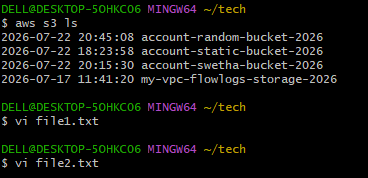 DELL@DESKTOP-5OHKCO6 MINGW64 ~/tech
$ aws s3 ls
2026-07-22 20:45:08 account-random-bucket-2026
2026-07-22 18:23:58 account-static-bucket-2026
2026-07-22 20:15:30 account-swetha-bucket-2026
2026-07-17 11:41:20 my-vpc-flowlogs-storage-2026
DELL@DESKTOP-5OHKCO6 MINGW64 ~/tech
$ vi file1.txt
DELL@DESKTOP-5OHKCO6 MINGW64 ~/tech
$ vi file2.txt